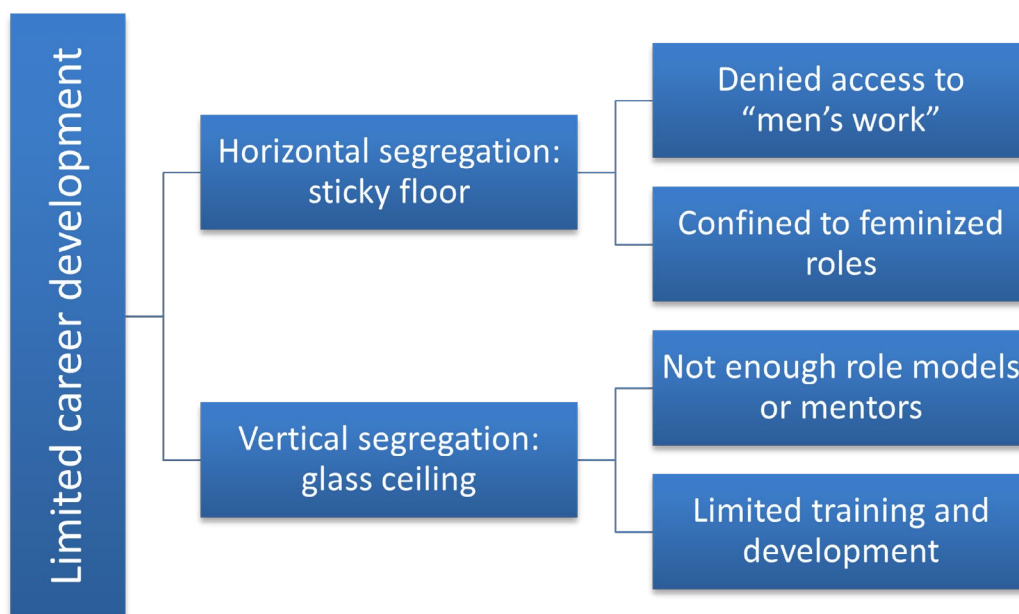 Limited career development
Horizontal segregation:
sticky floor
Denied access to
“men’s work”
Confined to feminized
roles
Vertical segregation:
glass ceiling
Not enough role models
or mentors
Limited training and
development